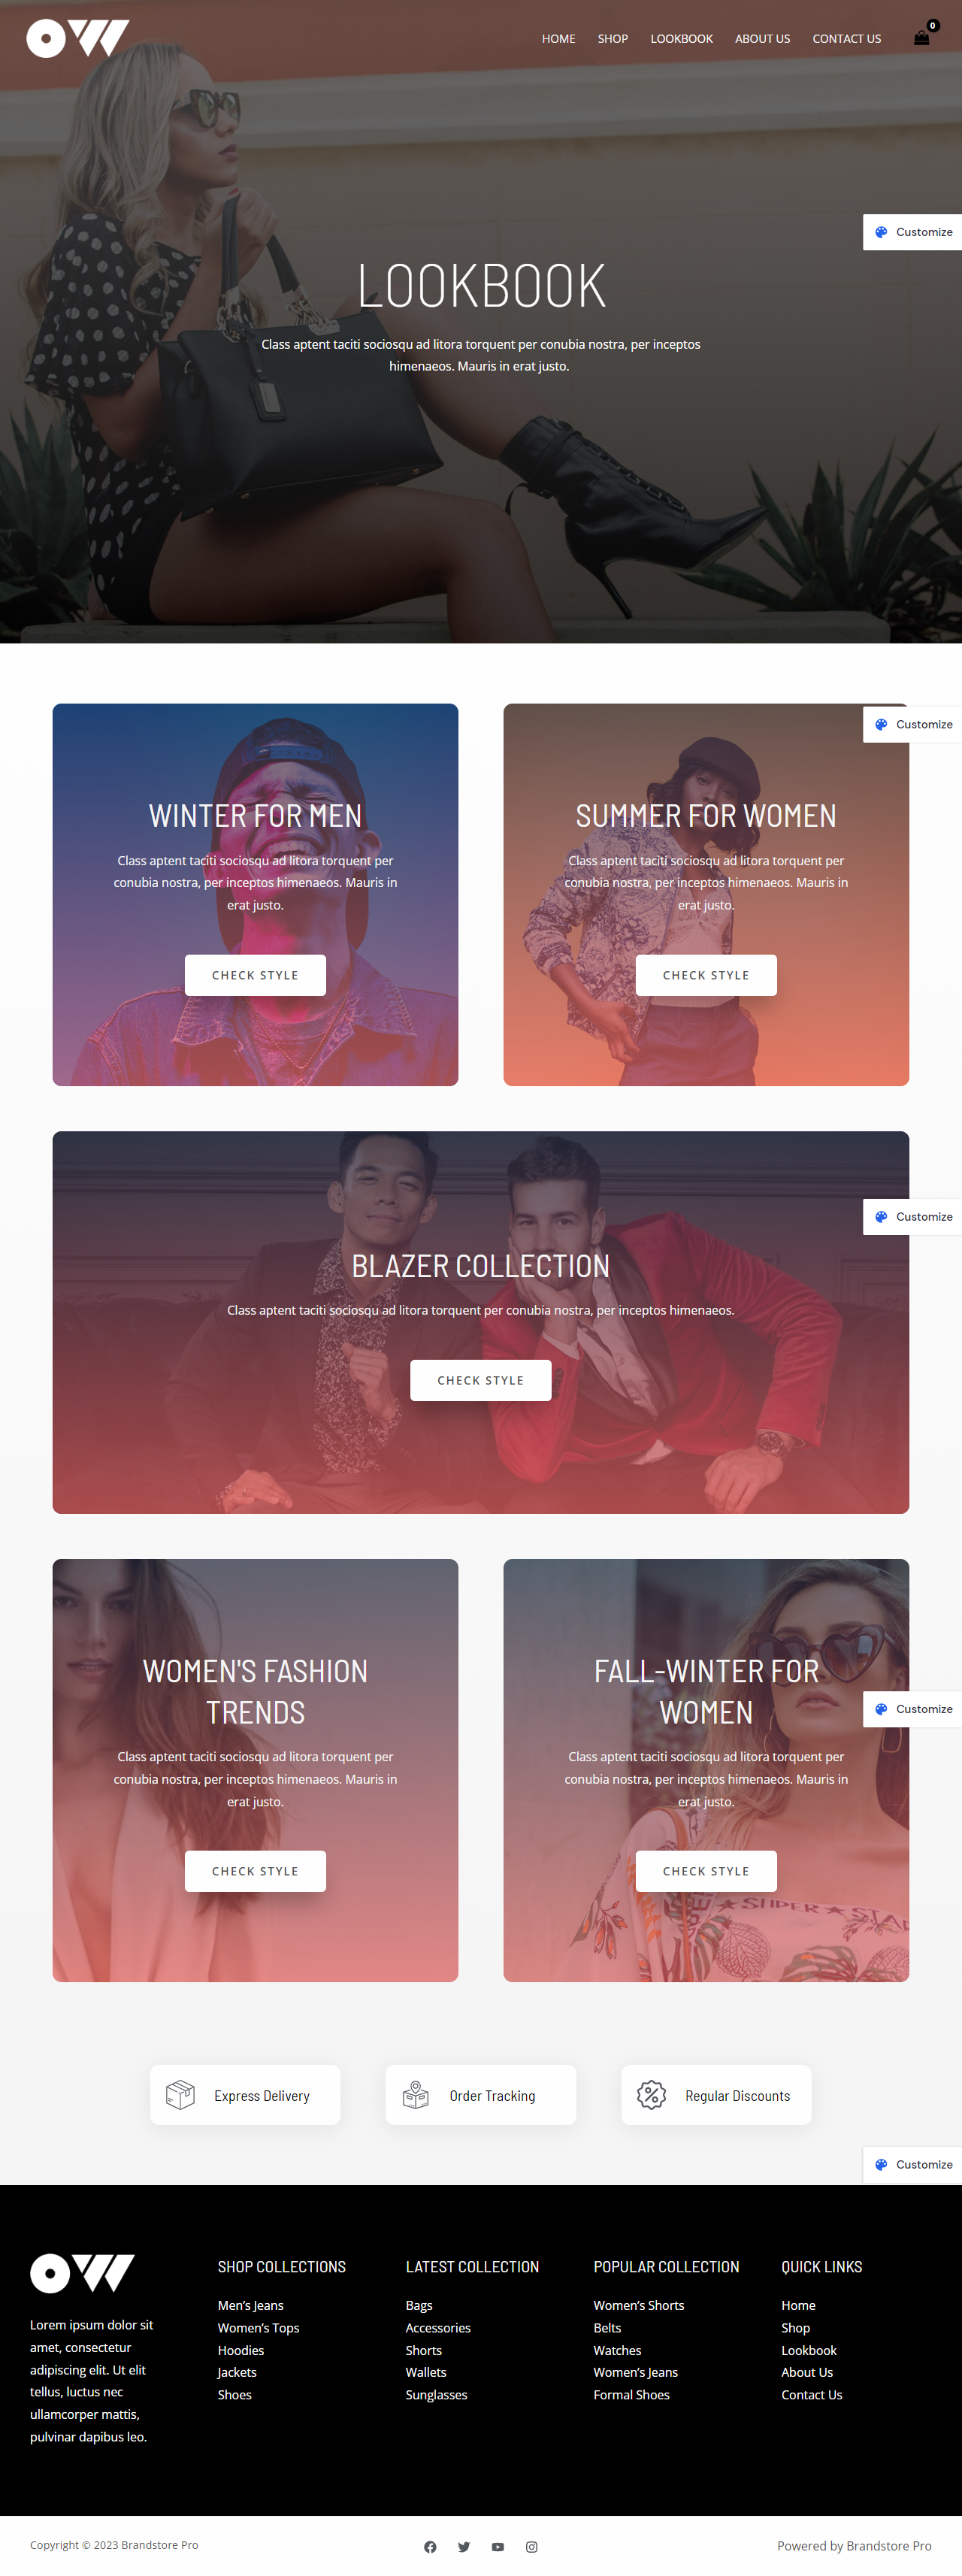 OW
HOME SHOP LOOKBOOK ABOUT US CONTACT US 0
Customize
LOOKBOOK
Class aptent taciti sociosqu ad litora torquent per conubia nostra, per inceptos
himenaeos. Mauris in erat justo.
Customize
WINTER FOR MEN
Class aptent taciti sociosqu ad litora torquent per
conubia nostra, per inceptos himenaeos. Mauris in
erat justo.
CHECK STYLE
SUMMER FOR WOMEN
Class aptent taciti sociosqu ad litora torquent per
conubia nostra, per inceptos himenaeos. Mauris in
erat justo.
CHECK STYLE
Customize
BLAZER COLLECTION
Class aptent taciti sociosqu ad litora torquent per conubia nostra, per inceptos himenaeos.
CHECK STYLE
WOMEN'S FASHION
TRENDS
Class aptent taciti sociosqu ad litora torquent per
conubia nostra, per inceptos himenaeos. Mauris in
erat justo.
CHECK STYLE
FALL-WINTER FOR
WOMEN
Customize
Class aptent taciti sociosqu ad litora torquent per
conubia nostra, per inceptos himenaeos. Mauris in
erat justo.
CHECK STYLE
Express Delivery
Order Tracking
Regular Discounts
Customize
OW
Lorem ipsum dolor sit
amet, consectetur
adipiscing elit. Ut elit
tellus, luctus nec
ullamcorper mattis,
pulvinar dapibus leo.
SHOP COLLECTIONS
Men's Jeans
Women's Tops
Hoodies
Jackets
Shoes
LATEST COLLECTION
Bags
Accessories
Shorts
Wallets
Sunglasses
POPULAR COLLECTION
Women's Shorts
Belts
Watches
Women's Jeans
Formal Shoes
QUICK LINKS
Home
Shop
Lookbook
About Us
Contact Us
Copyright © 2023 Brandstore Pro
Powered by Brandstore Pro